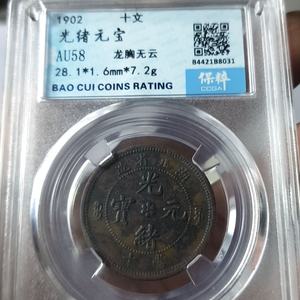 1902 十文
光绪元宝
AU58 龙胸无云
28.1*1.6mm*7.2g
BAO CUI COINS RATING
B4421B8031
保粹
CCGA
光
寶 元
緒